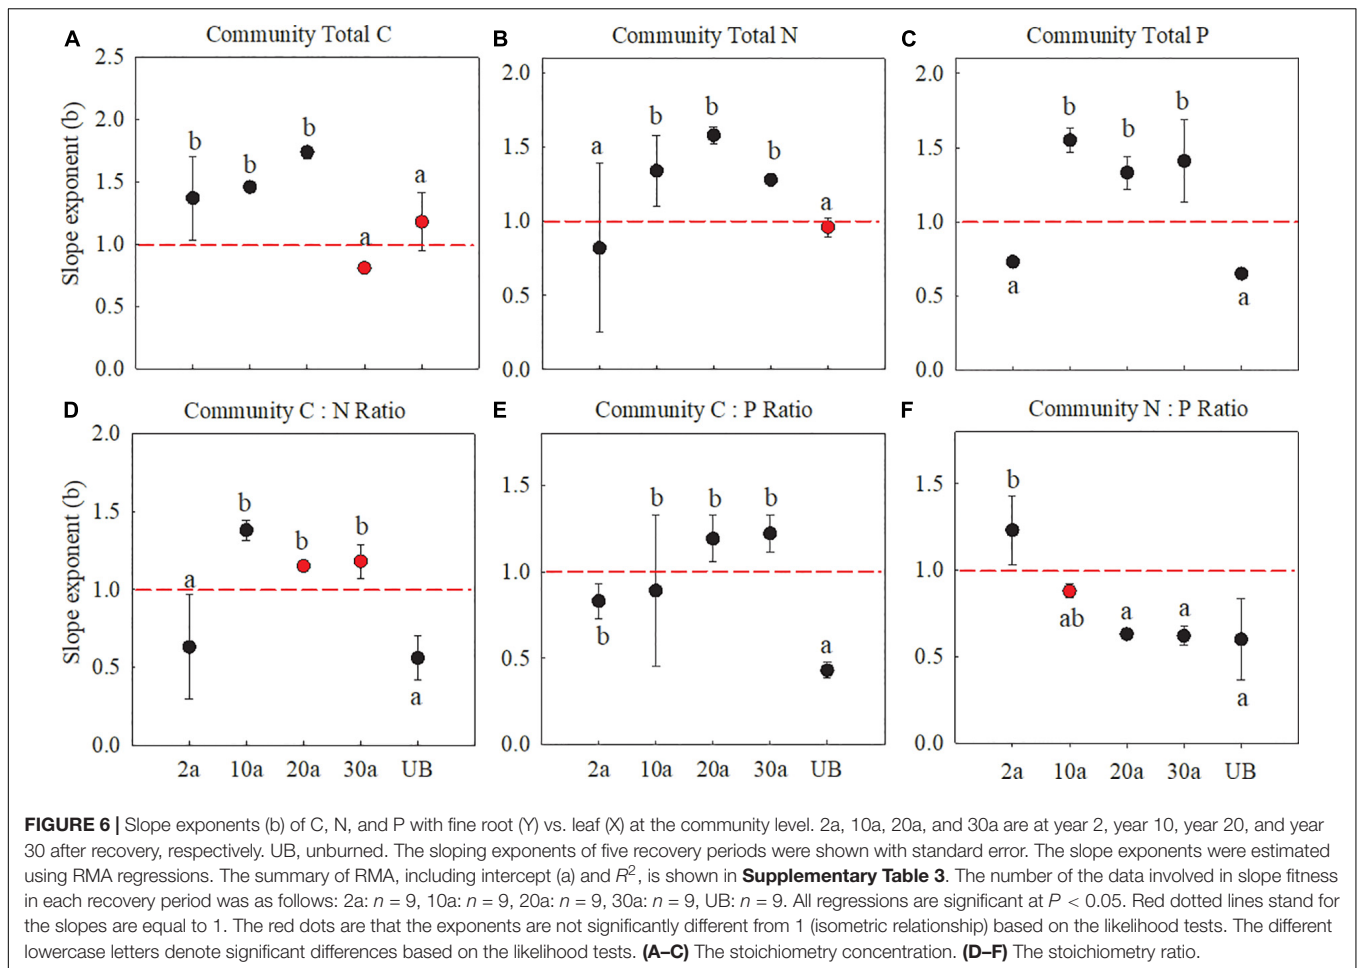 A Community Total C
B Community Total N
C Community Total P
Slope exponent (b)
2.5
2.0
1.5
1.0
0.5
0.0
b
b
b
a
a
2.0
1.5
1.0
0.5
0.0
a
b
b
b
a
2.0
1.5
1.0
0.5
0.0
a
b
b
b
a
D Community C : N Ratio
E Community C : P Ratio
F Community N : P Ratio
Slope exponent (b)
2.0
1.5
1.0
0.5
0.0
a
b
b
b
a
2a 10a 20a 30a UB
1.5
1.0
0.5
0.0
b
b
b
b
a
2a 10a 20a 30a UB
1.5
1.0
0.5
0.0
b
ab
a
a
a
2a 10a 20a 30a UB
FIGURE 6 | Slope exponents (b) of C, N, and P with fine root (Y) vs. leaf (X) at the community level. 2a, 10a, 20a, and 30a are at year 2, year 10, year 20, and year
30 after recovery, respectively. UB, unburned. The sloping exponents of five recovery periods were shown with standard error. The slope exponents were estimated
using RMA regressions. The summary of RMA, including intercept (a) and R², is shown in Supplementary Table 3. The number of the data involved in slope fitness
in each recovery period was as follows: 2a: n = 9, 10a: n = 9, 20a: n = 9, 30a: n = 9, UB: n = 9. All regressions are significant at P < 0.05. Red dotted lines stand for
the slopes are equal to 1. The red dots are that the exponents are not significantly different from 1 (isometric relationship) based on the likelihood tests. The different
lowercase letters denote significant differences based on the likelihood tests. (A–C) The stoichiometry concentration. (D–F) The stoichiometry ratio.